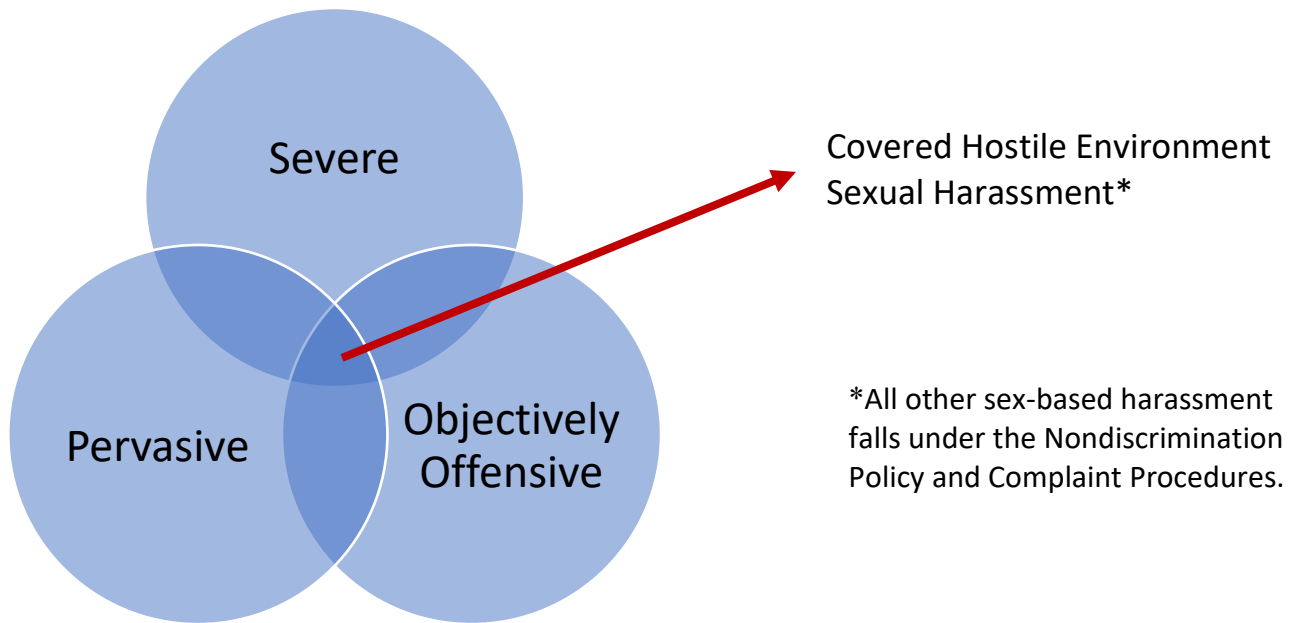 Severe
Covered Hostile Environment
Sexual Harassment*
Pervasive
Objectively
Offensive
*All other sex-based harassment
falls under the Nondiscrimination
Policy and Complaint Procedures.